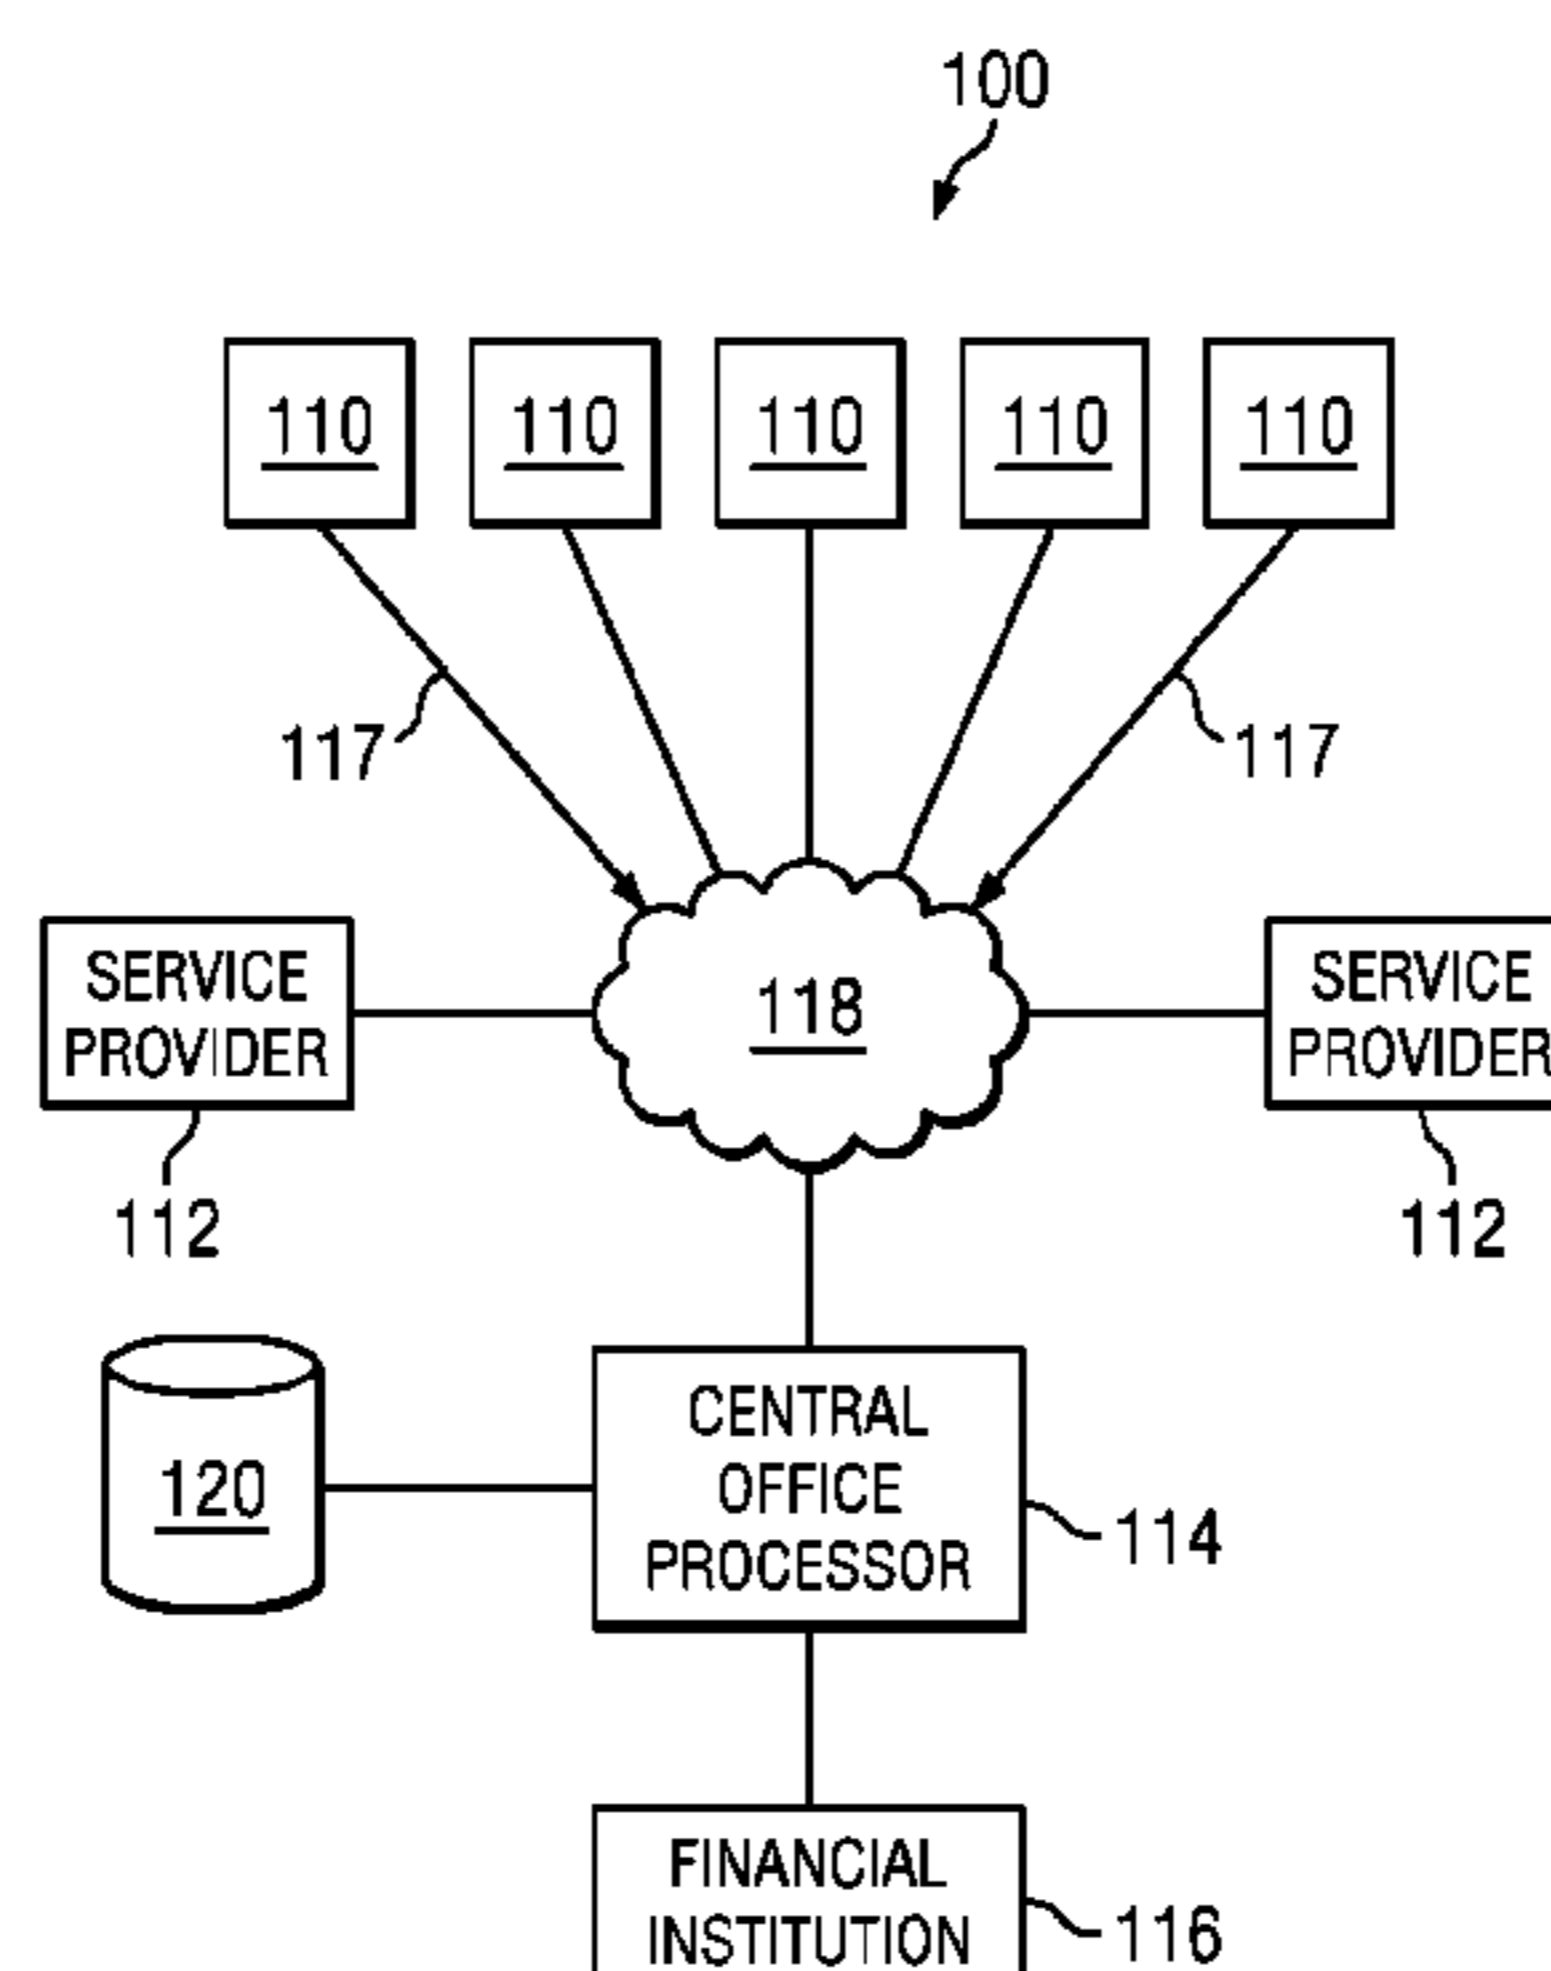 100
110 110 110 110 110
117 117
SERVICE
PROVIDER
118
SERVICE
PROVIDER
112 112
CENTRAL
OFFICE
PROCESSOR
120
114
FINANCIAL
INSTITUTION
116